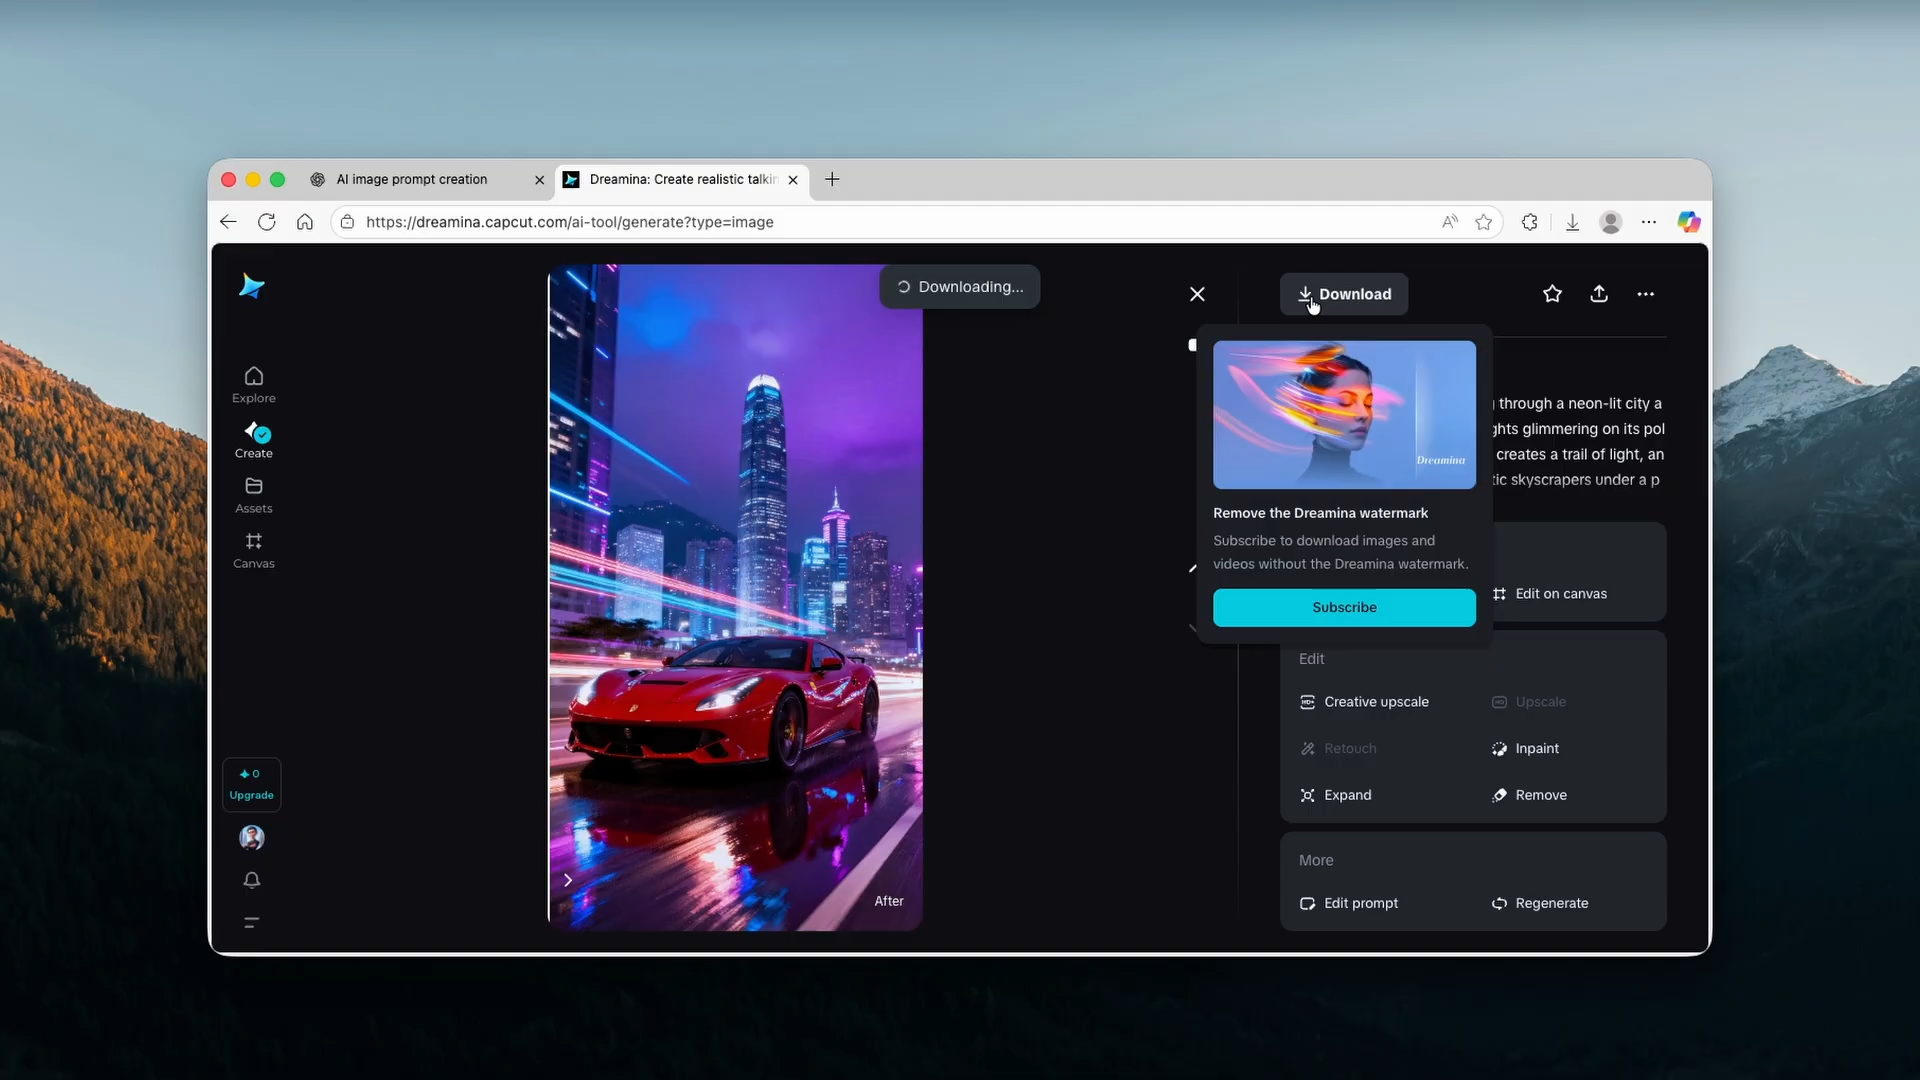 AI image prompt creation
Dreamina: Create realistic talkin
https://dreamina.capcut.com/ai-tool/generate?type=image
Explore
Create
Assets
Canvas
0
Upgrade
Downloading...
After
Download
through a neon-lit city a
ghts glimmering on its pol
creates a trail of light, an
tic skyscrapers under a p
Dreamina
Remove the Dreamina watermark
Subscribe to download images and
videos without the Dreamina watermark.
Subscribe
Edit on canvas
Edit
Creative upscale
HD Upscale
Retouch
Inpaint
Expand
Remove
More
Edit prompt
Regenerate